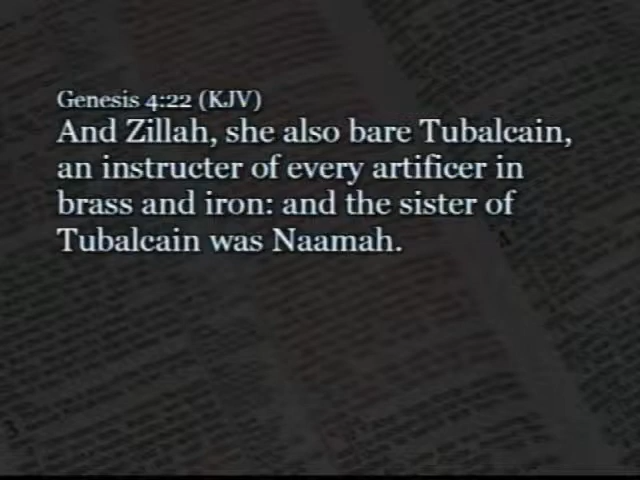 Genesis 4:22 (KJV)
And Zillah, she also bare Tubalcain,
an instructer of every artificer in
brass and iron: and the sister of
Tubalcain was Naamah.